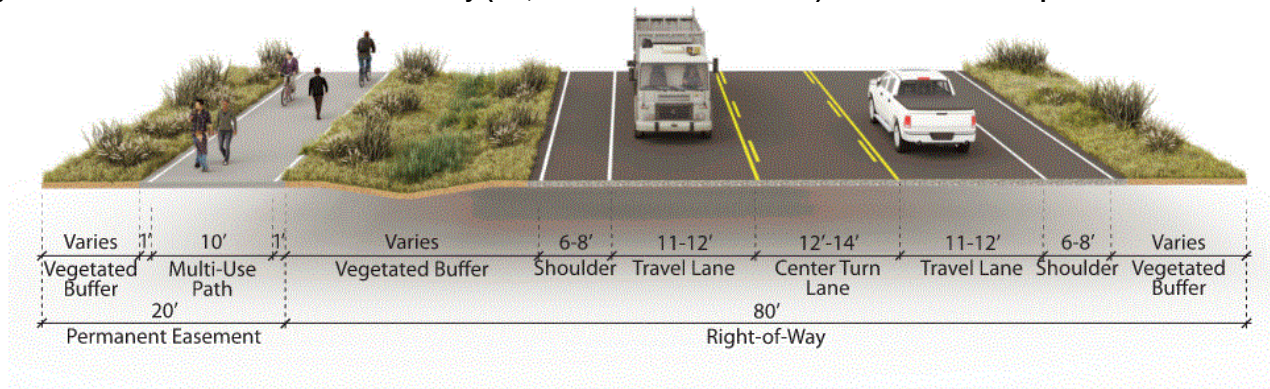 Varies 1' 10' 1' Varies 6-8' 11-12' 12'-14' 11-12' 6-8' Varies
Vegetated Buffer
Multi-Use Path
Vegetated Buffer
Shoulder
Travel Lane
Center Turn Lane
Travel Lane
Shoulder
Vegetated Buffer
20' 80'
Permanent Easement Right-of-Way